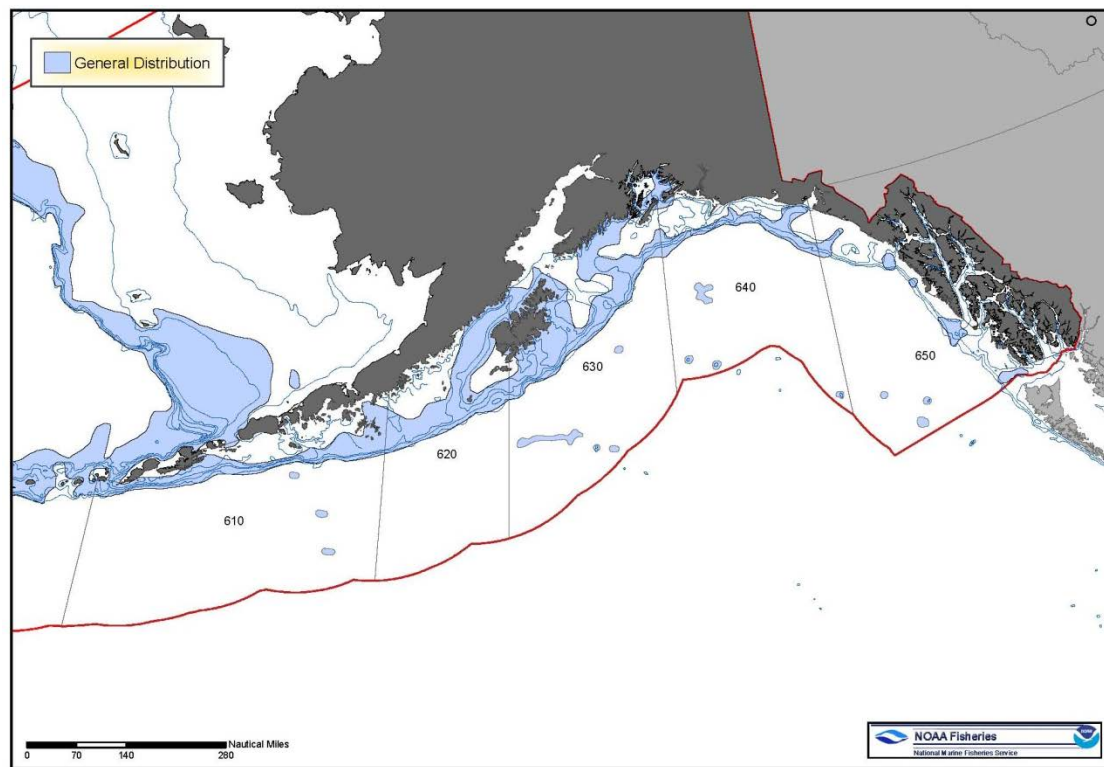 General Distribution
640
650
630
620
610
Nautical Miles
0 70 140 280
NOAA Fisheries
National Marine Fisheries Service